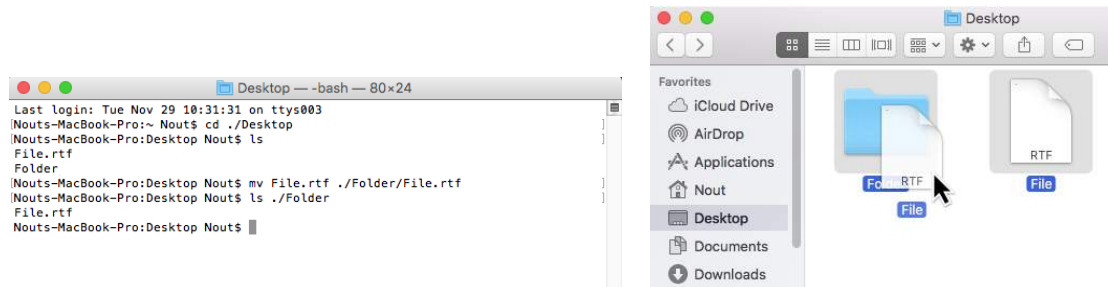 Desktop — -bash — 80×24
Last login: Tue Nov 29 10:31:31 on ttys003
[Nouts-MacBook-Pro:~ Nout$ cd ./Desktop ]
[Nouts-MacBook-Pro:Desktop Nout$ ls ]
File.rtf
Folder
[Nouts-MacBook-Pro:Desktop Nout$ mv File.rtf ./Folder/File.rtf ]
[Nouts-MacBook-Pro:Desktop Nout$ ls ./Folder ]
File.rtf
Nouts-MacBook-Pro:Desktop Nout$
Desktop
Favorites
iCloud Drive
AirDrop
Applications
Nout
Desktop
Documents
Downloads
RTF
File
RTF
File